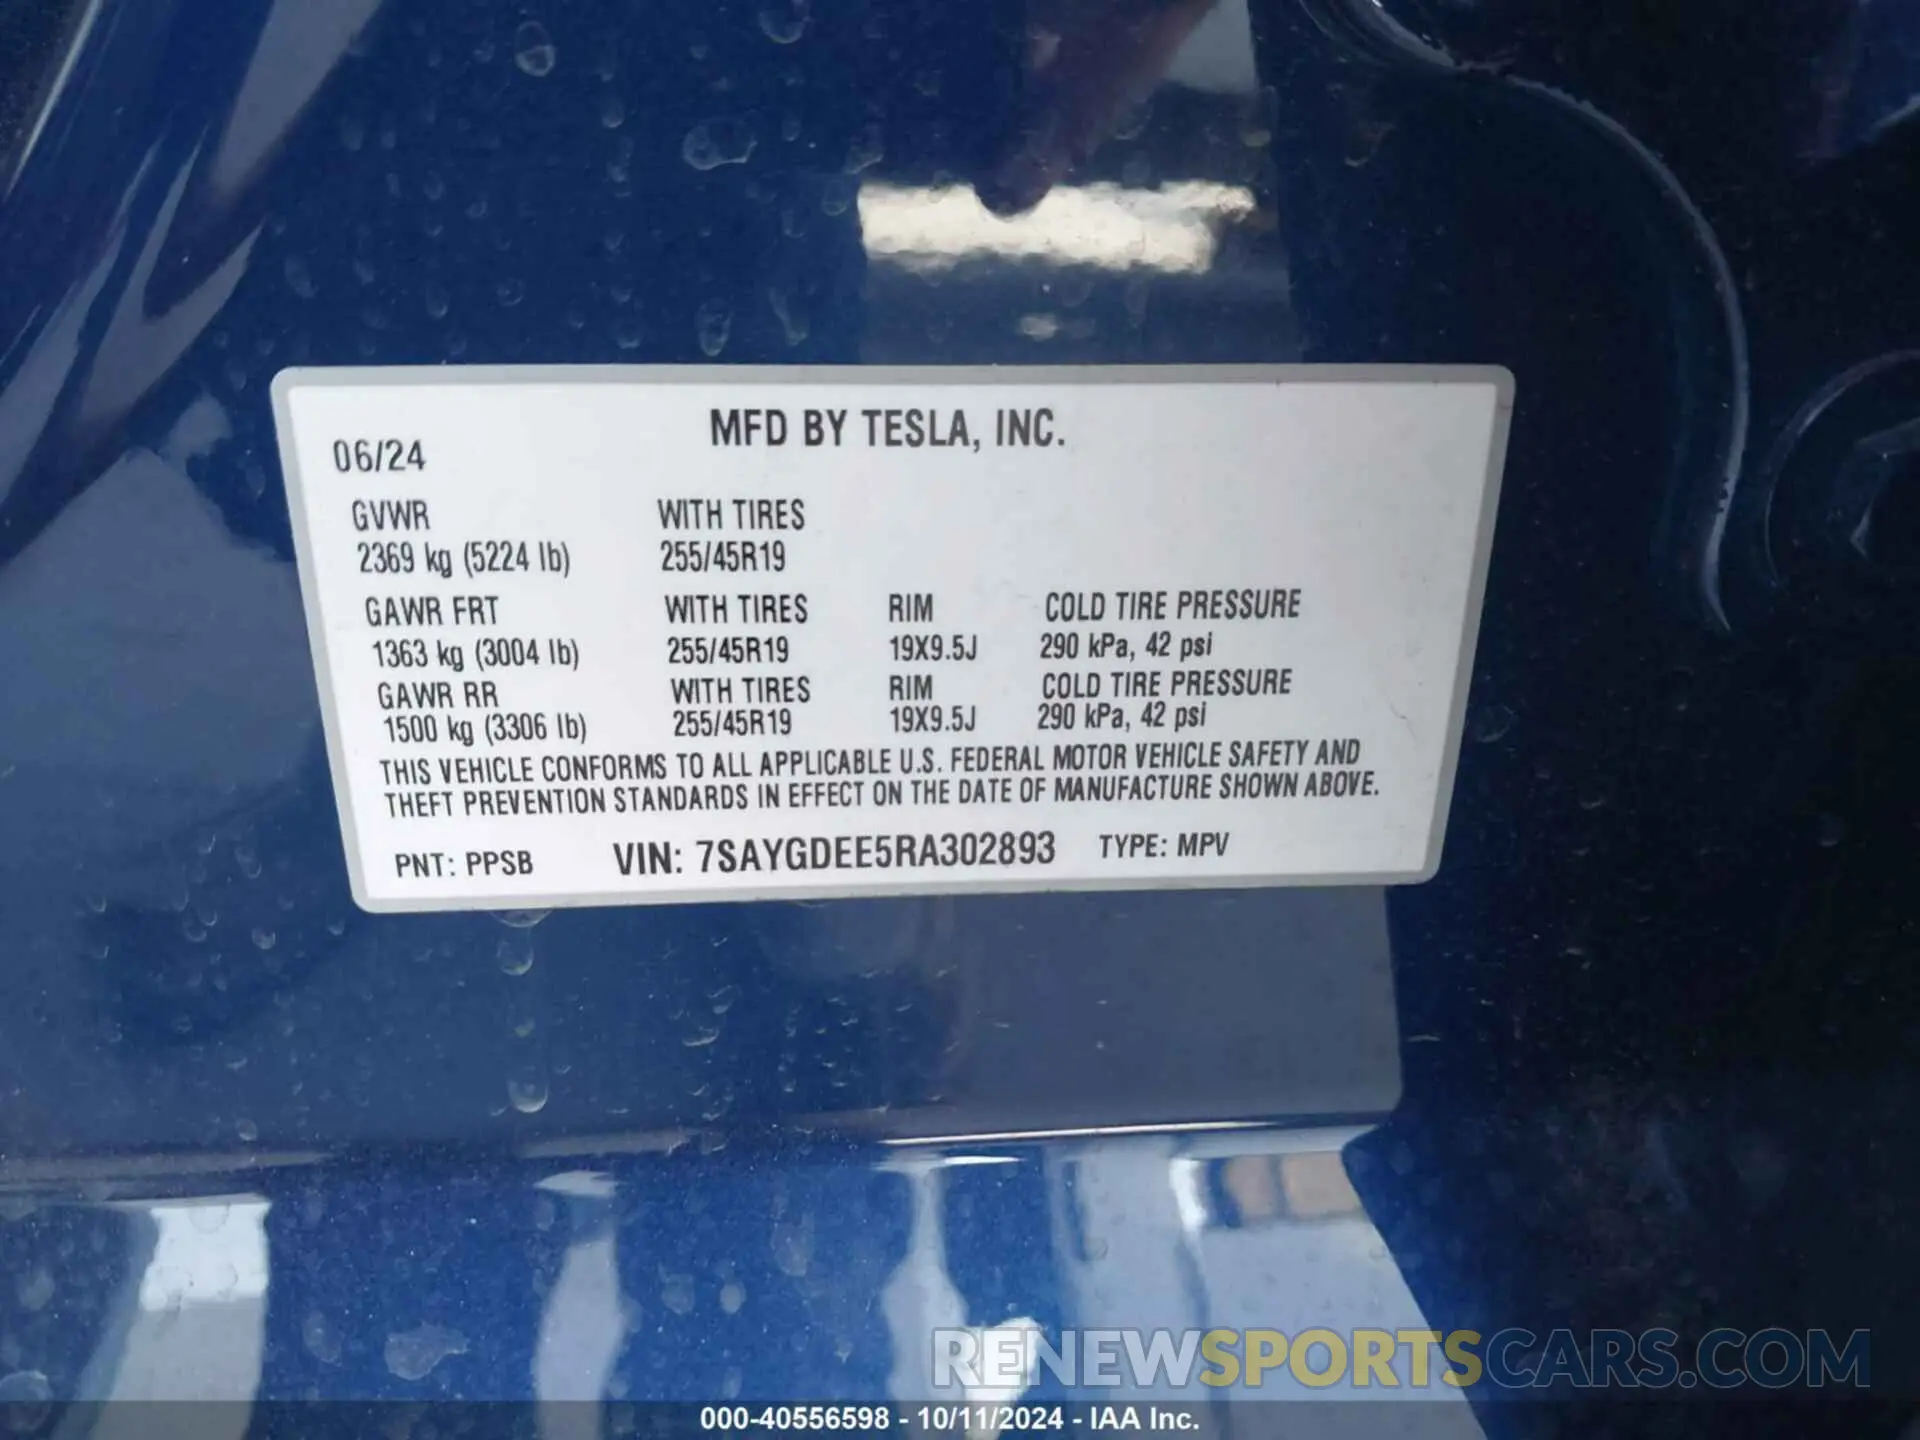 MFD BY TESLA, INC.
06/24
GVWR WITH TIRES
2369 kg (5224 lb) 255/45R19
GAWR FRT WITH TIRES RIM COLD TIRE PRESSURE
1363 kg (3004 lb) 255/45R19 19X9.5J 290 kPa, 42 psi
GAWR RR WITH TIRES RIM COLD TIRE PRESSURE
1500 kg (3306 lb) 255/45R19 19X9.5J 290 kPa, 42 psi
THIS VEHICLE CONFORMS TO ALL APPLICABLE U.S. FEDERAL MOTOR VEHICLE SAFETY AND
THEFT PREVENTION STANDARDS IN EFFECT ON THE DATE OF MANUFACTURE SHOWN ABOVE.
PNT: PPSB VIN: 7SAYGDEE5RA302893 TYPE: MPV
RENEWSPORTSCARS.COM
000-40556598 - 10/11/2024 - IAA Inc.